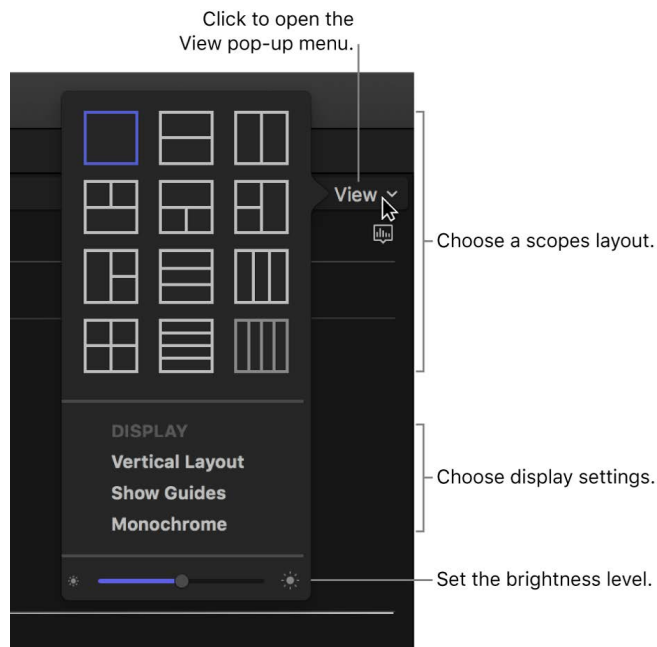 Click to open the
View pop-up menu.
View
Choose a scopes layout.
DISPLAY
Vertical Layout
Show Guides
Monochrome
Choose display settings.
Set the brightness level.